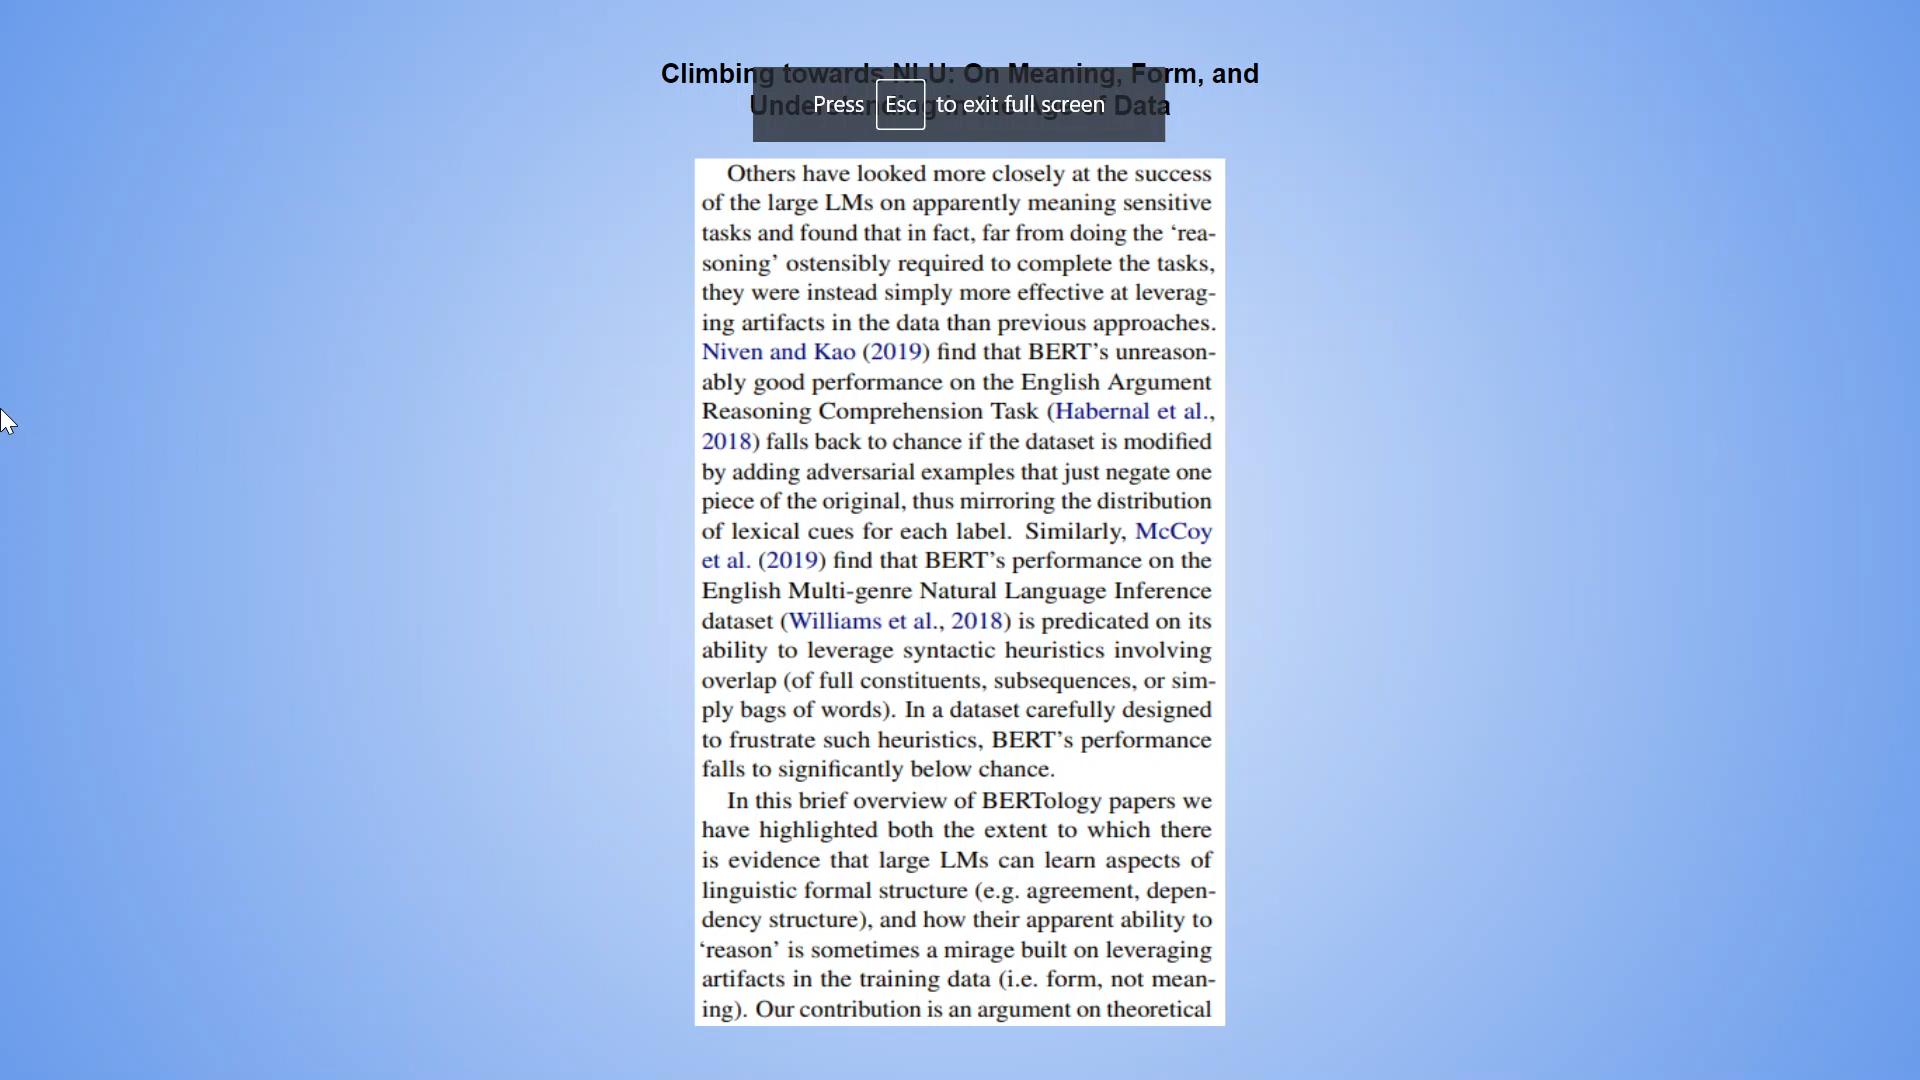 Climbing towards NLU: On Meaning, Form, and
Understanding in the Age of Data
Press Esc to exit full screen
Others have looked more closely at the success
of the large LMs on apparently meaning sensitive
tasks and found that in fact, far from doing the ‘rea-
soning’ ostensibly required to complete the tasks,
they were instead simply more effective at leverag-
ing artifacts in the data than previous approaches.
Niven and Kao (2019) find that BERT’s unreason-
ably good performance on the English Argument
Reasoning Comprehension Task (Habernal et al.,
2018) falls back to chance if the dataset is modified
by adding adversarial examples that just negate one
piece of the original, thus mirroring the distribution
of lexical cues for each label. Similarly, McCoy
et al. (2019) find that BERT’s performance on the
English Multi-genre Natural Language Inference
dataset (Williams et al., 2018) is predicated on its
ability to leverage syntactic heuristics involving
overlap (of full constituents, subsequences, or sim-
ply bags of words). In a dataset carefully designed
to frustrate such heuristics, BERT’s performance
falls to significantly below chance.
In this brief overview of BERTology papers we
have highlighted both the extent to which there
is evidence that large LMs can learn aspects of
linguistic formal structure (e.g. agreement, depen-
dency structure), and how their apparent ability to
‘reason’ is sometimes a mirage built on leveraging
artifacts in the training data (i.e. form, not mean-
ing). Our contribution is an argument on theoretical